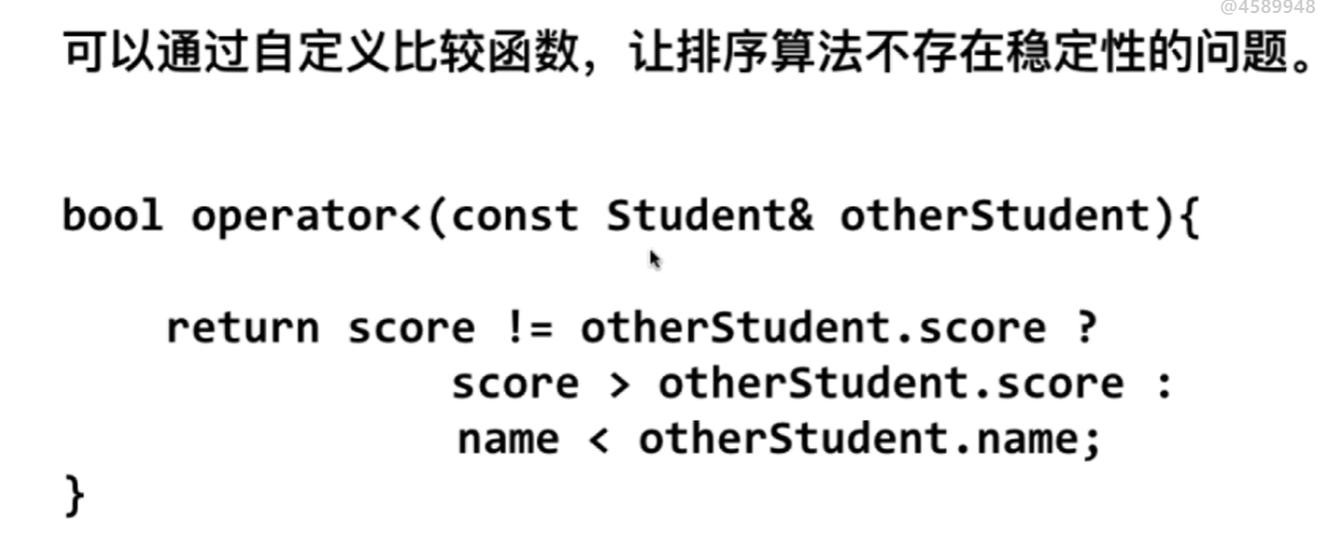 @4589948
可以通过自定义比较函数，让排序算法不存在稳定性的问题。
bool operator<(const Student& otherStudent){
return score != otherStudent.score ?
score > otherStudent.score :
name < otherStudent.name;
}